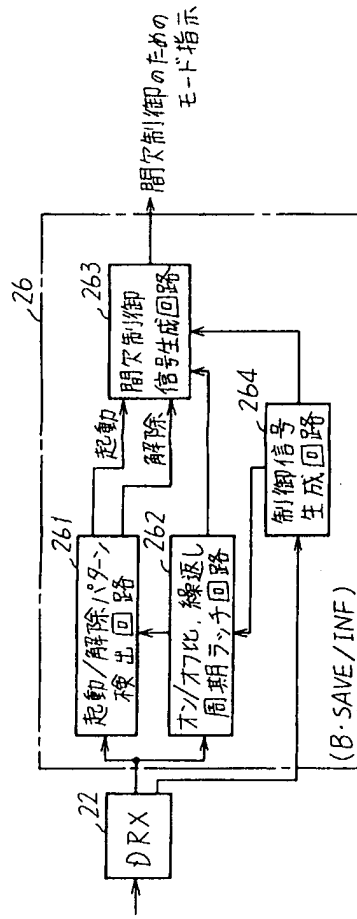 22
DRX
26
261
起動/解除パターン
検出回路
262
オン/オフ比,繰返し
周期ラッチ回路
起動
解除
263
間欠制御
信号生成回路
264
制御信号
生成回路
間欠制御のための
モード指示
(B・SAVE/INF)